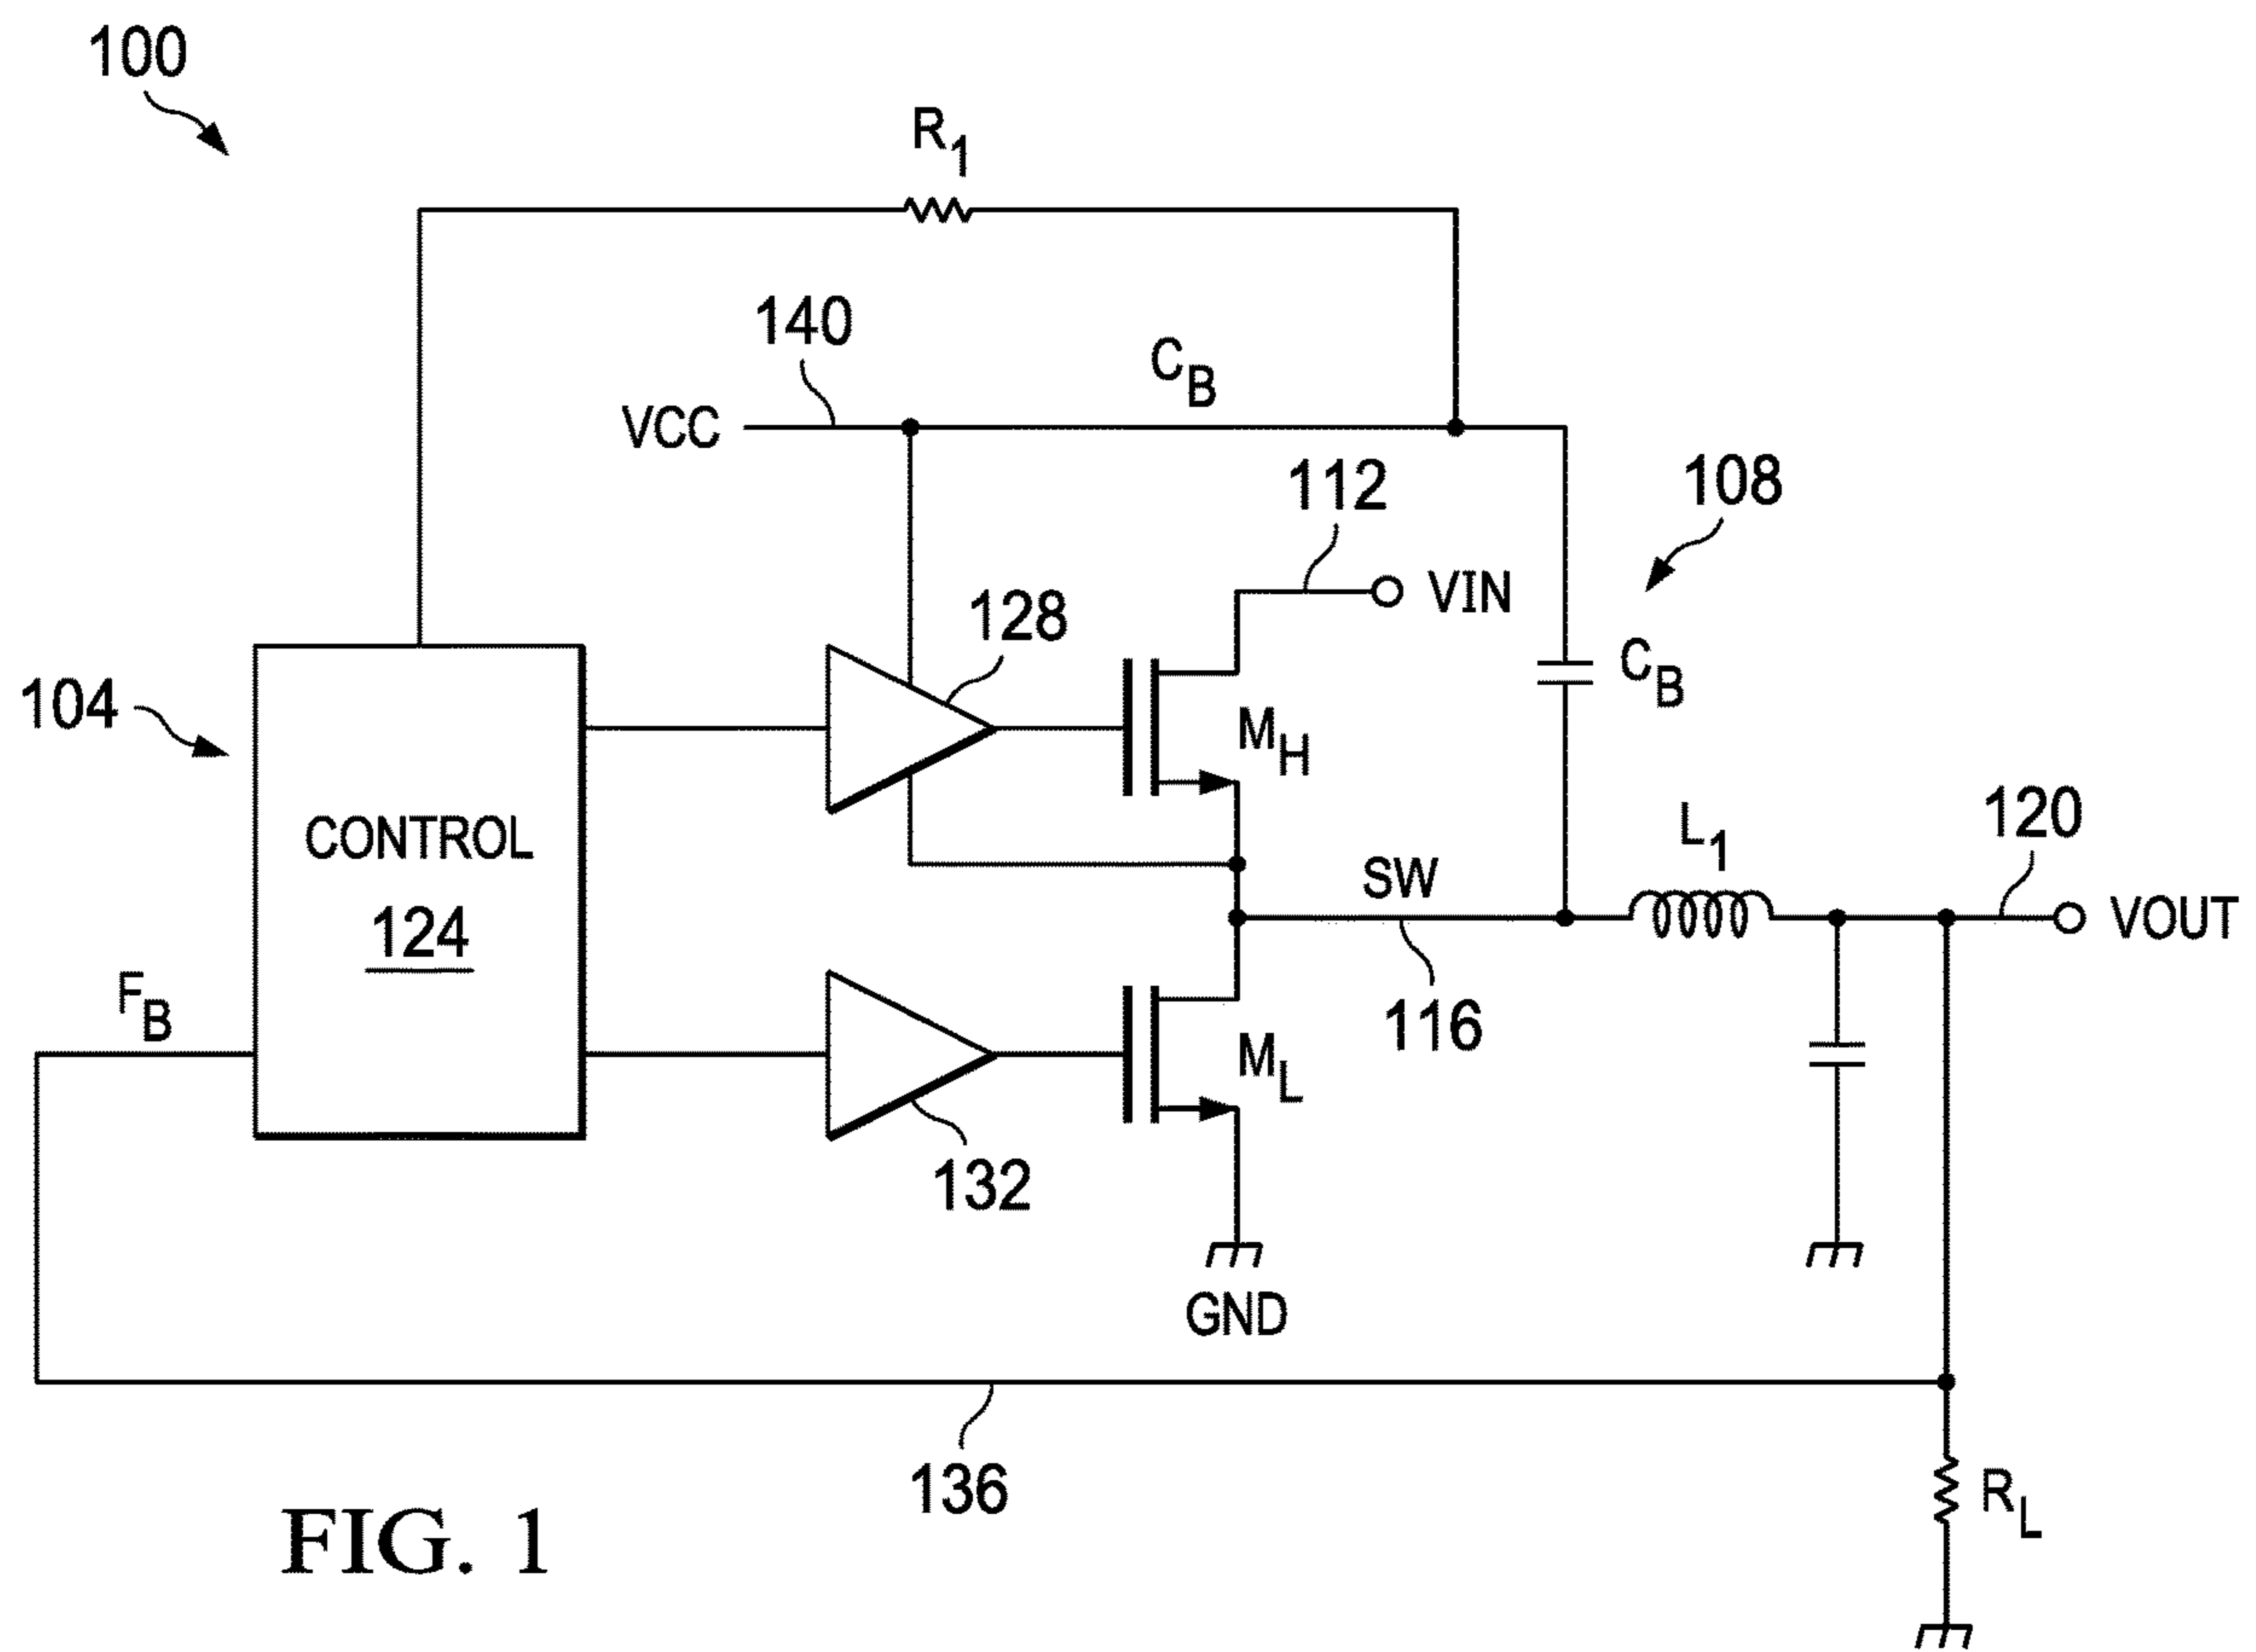 100
R1
140
CB
VCC
108
112
VIN
128
CB
104
MH
L1
120
CONTROL
SW
VOUT
124
FB
116
ML
132
GND
136
RL
FIG. 1